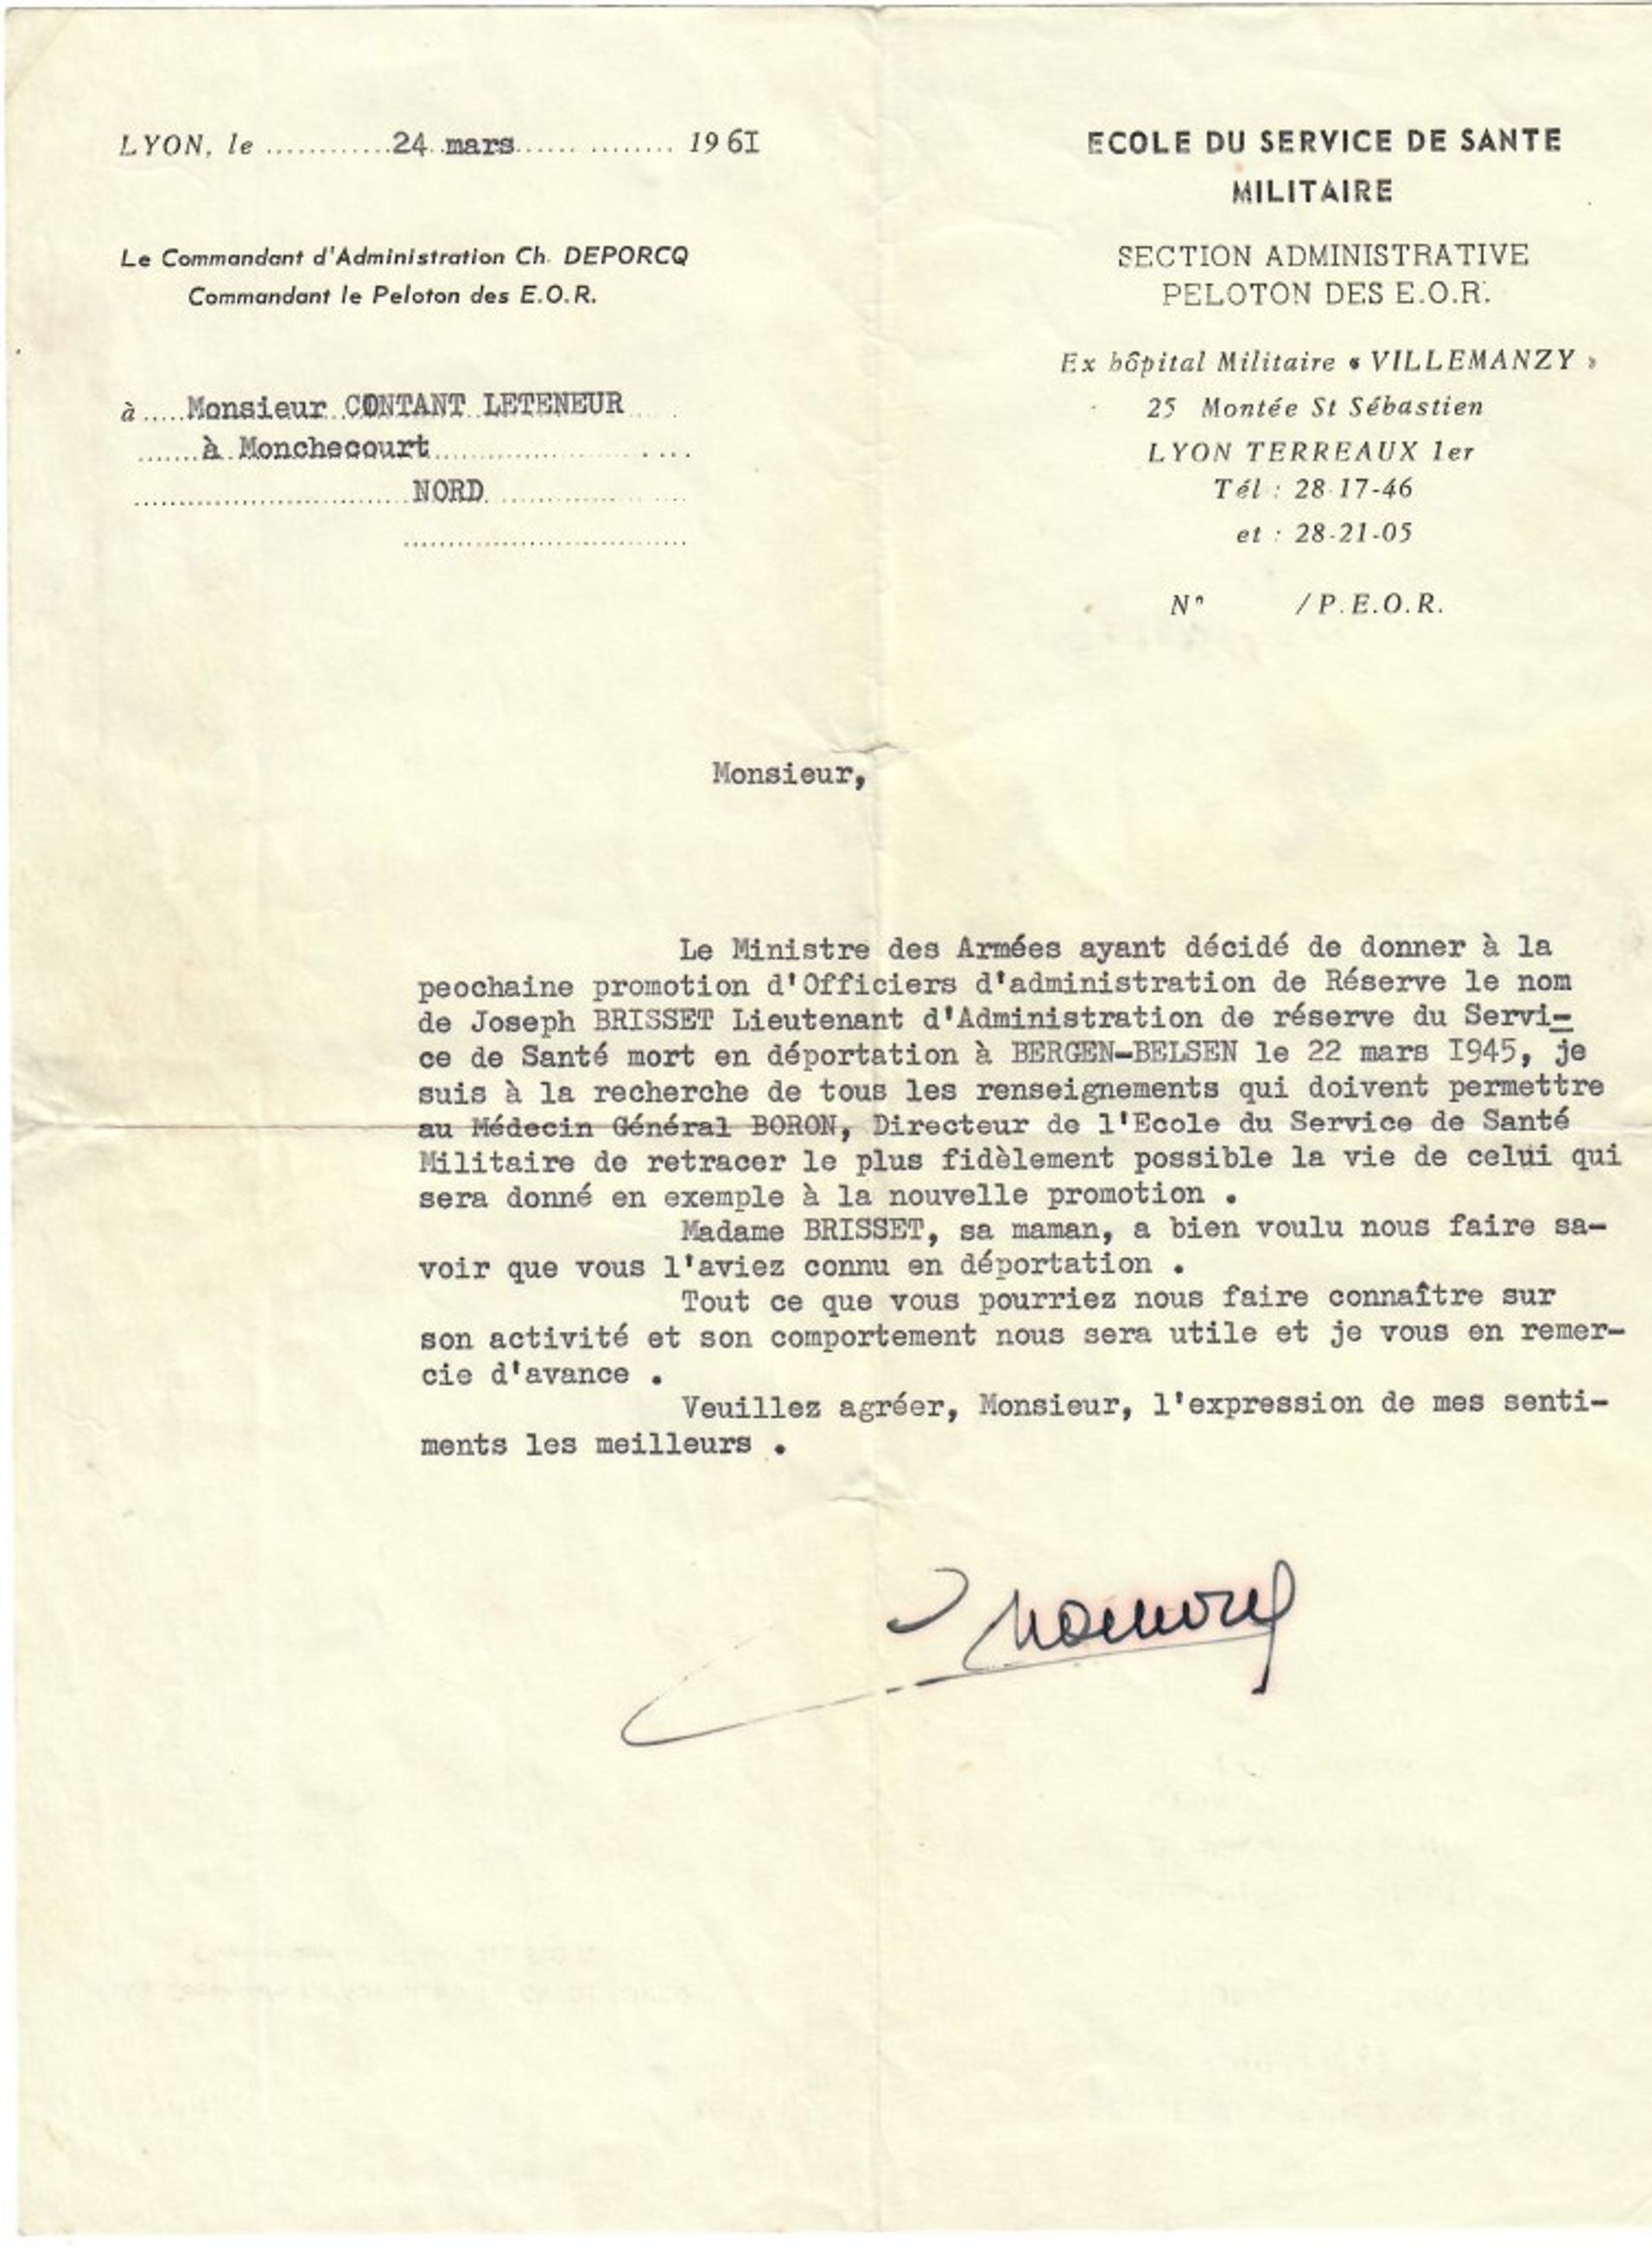 LYON, le ............24 mars...... ........ 1961
Le Commandant d'Administration Ch. DEPORCQ
Commandant le Peloton des E.O.R.
à.....Monsieur CONTANT LETENEUR
.......à Monchecourt
NORD
ECOLE DU SERVICE DE SANTE
MILITAIRE
SECTION ADMINISTRATIVE
PELOTON DES E.O.R.
Ex hôpital Militaire « VILLEMANZY »
25 Montée St Sébastien
LYON TERREAUX 1er
Tél : 28-17-46
et : 28-21-05
N° /P.E.O.R.
Monsieur,
Le Ministre des Armées ayant décidé de donner à la
peochaine promotion d'Officiers d'administration de Réserve le nom
de Joseph BRISSET Lieutenant d'Administration de réserve du Servi-
ce de Santé mort en déportation à BERGEN-BELSEN le 22 mars I945, je
suis à la recherche de tous les renseignements qui doivent permettre
au Médecin Général BORON, Directeur de l'Ecole du Service de Santé
Militaire de retracer le plus fidèlement possible la vie de celui qui
sera donné en exemple à la nouvelle promotion .
Madame BRISSET, sa maman, a bien voulu nous faire sa-
voir que vous l'aviez connu en déportation .
Tout ce que vous pourriez nous faire connaître sur
son activité et son comportement nous sera utile et je vous en remer-
cie d'avance .
Veuillez agréer, Monsieur, l'expression de mes senti-
ments les meilleurs .